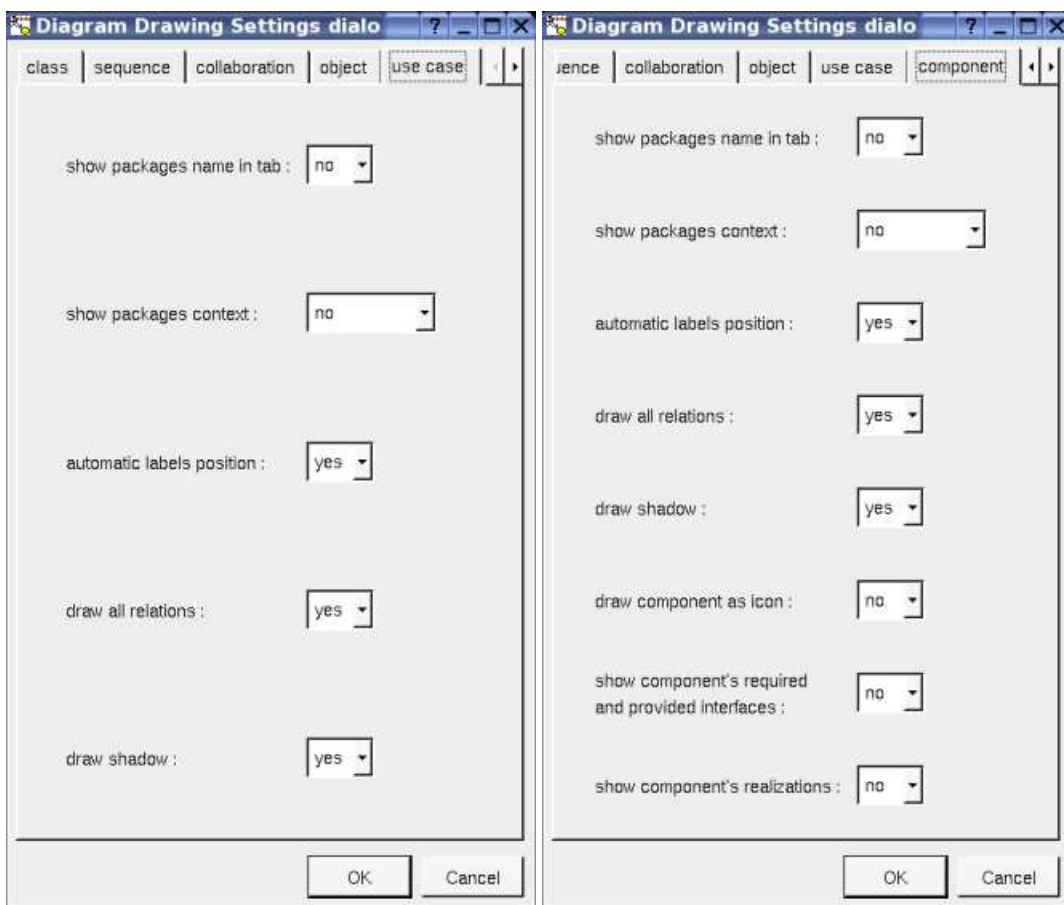 Diagram Drawing Settings dialo
class sequence collaboration object use case
show packages name in tab : no
show packages context : no
automatic labels position : yes
draw all relations : yes
draw shadow : yes
OK Cancel
Diagram Drawing Settings dialo
uence collaboration object use case component
show packages name in tab : no
show packages context : no
automatic labels position : yes
draw all relations : yes
draw shadow : yes
draw component as icon : no
show component's required
and provided interfaces : no
show component's realizations : no
OK Cancel